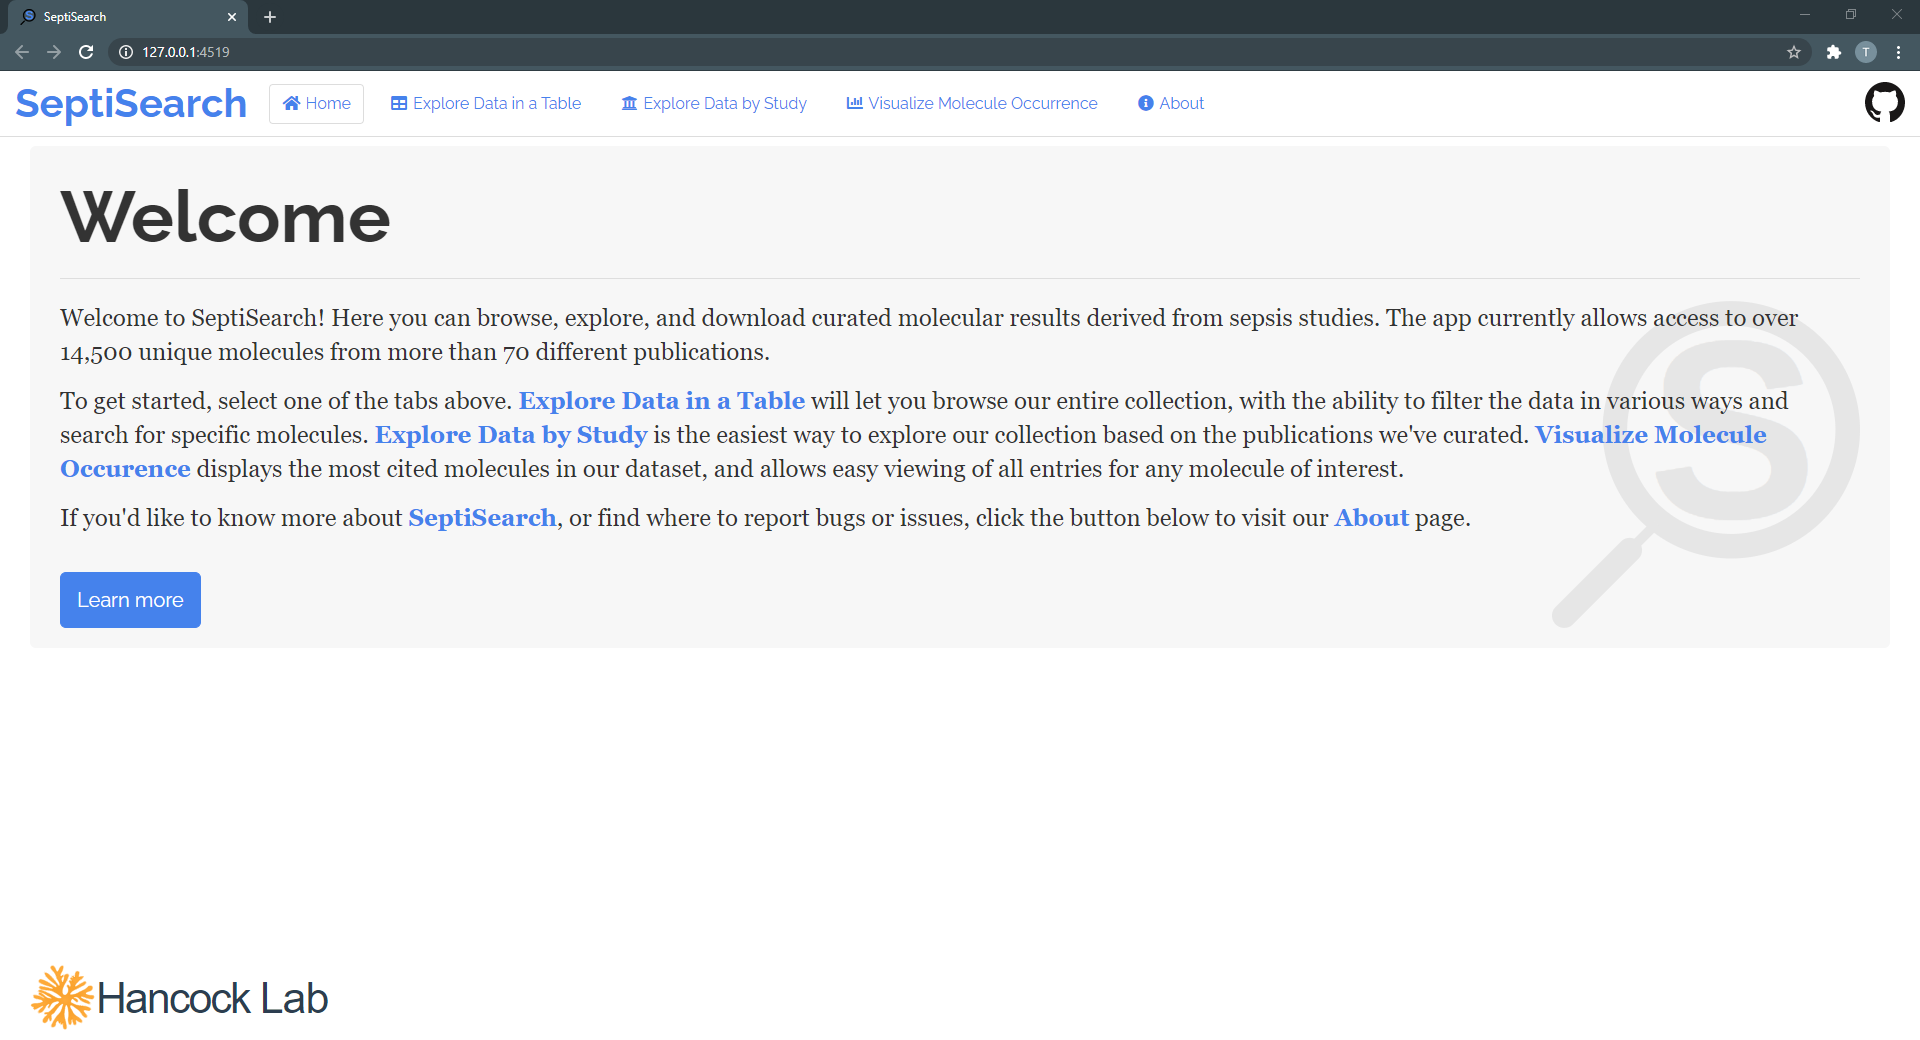 SeptiSearch
127.0.0.1:4519
T
SeptiSearch
Home
Explore Data in a Table
Explore Data by Study
Visualize Molecule Occurrence
About
Welcome
Welcome to SeptiSearch! Here you can browse, explore, and download curated molecular results derived from sepsis studies. The app currently allows access to over
14,500 unique molecules from more than 70 different publications.
To get started, select one of the tabs above. Explore Data in a Table will let you browse our entire collection, with the ability to filter the data in various ways and
search for specific molecules. Explore Data by Study is the easiest way to explore our collection based on the publications we've curated. Visualize Molecule
Occurence displays the most cited molecules in our dataset, and allows easy viewing of all entries for any molecule of interest.
If you'd like to know more about SeptiSearch, or find where to report bugs or issues, click the button below to visit our About page.
S
Learn more
Hancock Lab